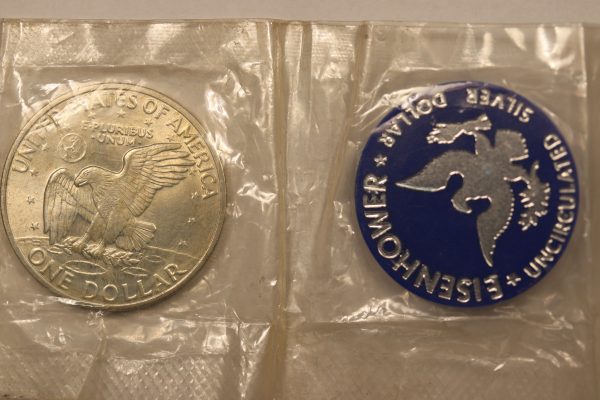 UNITED STATES OF AMERICA
E PLURIBUS
UNUM
ONE DOLLAR
EISENHOWER ★ DOLLAR
★ UNCIRCULATED SILVER